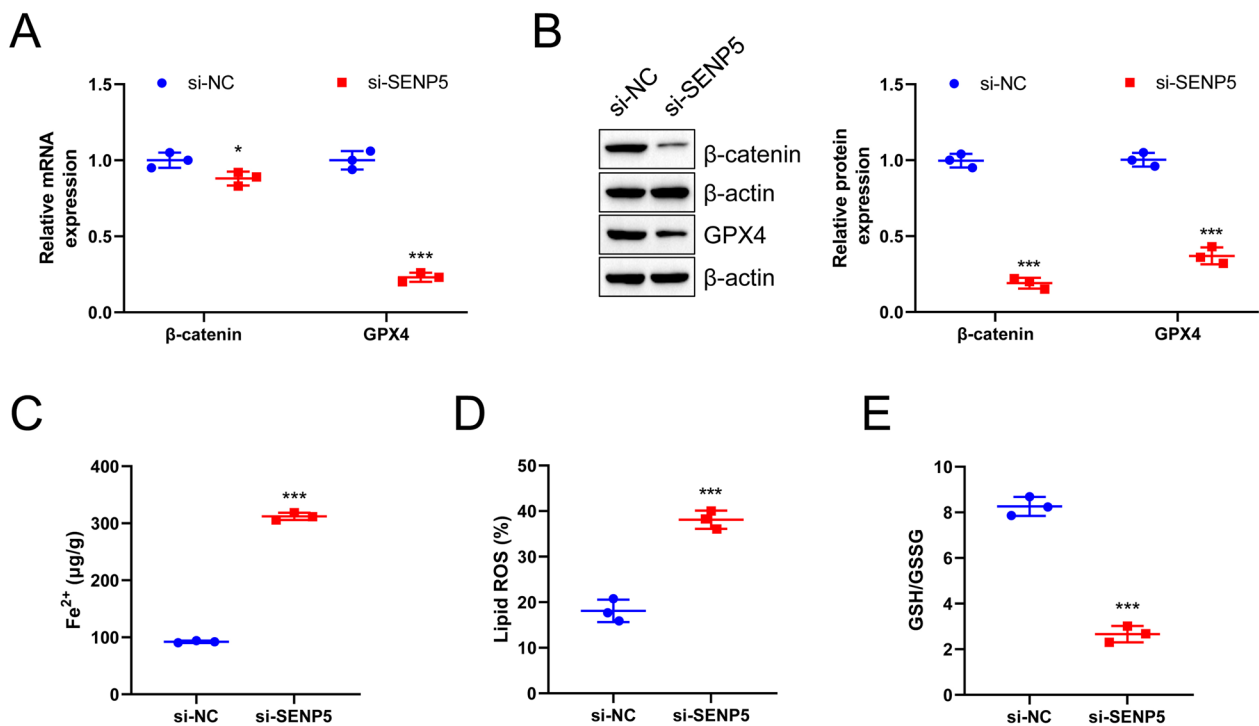 A
si-NC
si-SENP5
Relative mRNA
expression
1.5
1.0
0.5
0.0
*
***
β-catenin
GPX4
B
si-NC
si-SENP5
β-catenin
β-actin
GPX4
β-actin
si-NC
si-SENP5
Relative protein
expression
1.5
1.0
0.5
0.0
***
***
β-catenin
GPX4
C
Fe²⁺ (μg/g)
400
300
200
100
0
***
si-NC
si-SENP5
D
Lipid ROS (%)
50
40
30
20
10
0
***
si-NC
si-SENP5
E
GSH/GSSG
10
8
6
4
2
0
***
si-NC
si-SENP5